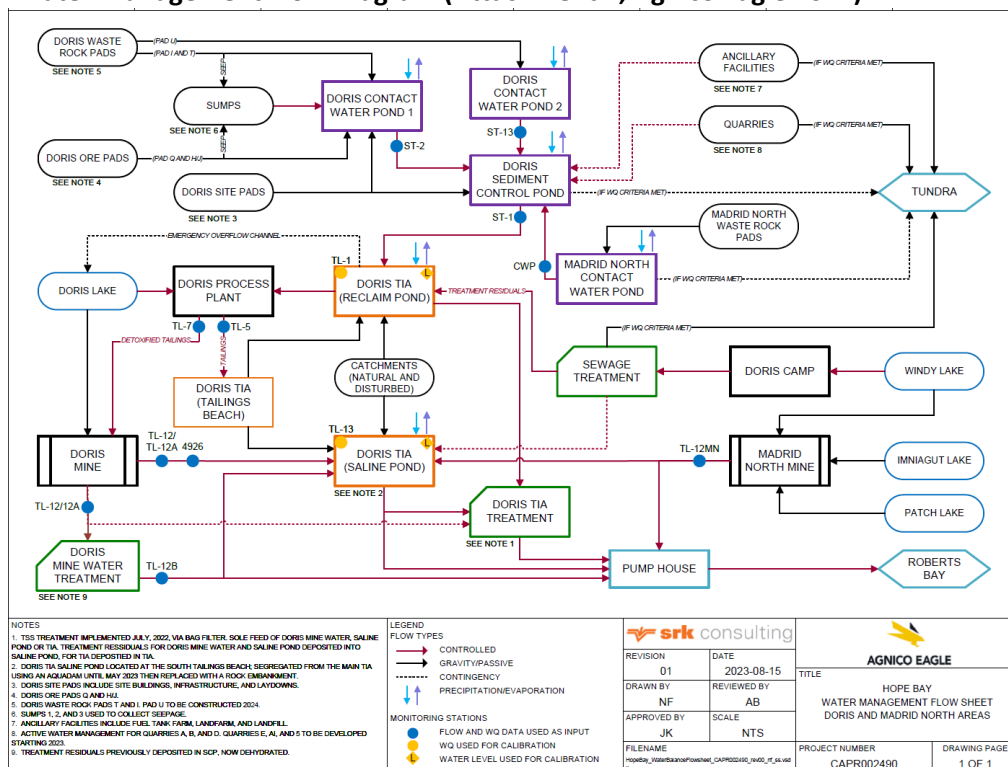 DORIS WASTE
ROCK PADS
SEE NOTE 5
(PAD U)
(PAD I AND T)
SEEP
SUMPS
SEE NOTE 6
SEEP
DORIS ORE PADS
SEE NOTE 4
(PAD Q AND H/J)
DORIS SITE PADS
SEE NOTE 3
DORIS CONTACT
WATER POND 1
ST-2
DORIS
CONTACT
WATER POND 2
ST-13
DORIS
SEDIMENT
CONTROL POND
ST-1
ANCILLARY
FACILITIES
SEE NOTE 7
(IF WQ CRITERIA MET)
QUARRIES
SEE NOTE 8
(IF WQ CRITERIA MET)
(IF WQ CRITERIA MET)
TUNDRA
MADRID NORTH
WASTE ROCK
PADS
CWP
MADRID NORTH
CONTACT
WATER POND
(IF WQ CRITERIA MET)
EMERGENCY OVERFLOW CHANNEL
DORIS LAKE
DORIS PROCESS
PLANT
TL-7
TL-5
DETOXIFIED TAILINGS
TAILINGS
TL-1
L
DORIS TIA
(RECLAIM POND)
TREATMENT RESIDUALS
(IF WQ CRITERIA MET)
DORIS TIA
(TAILINGS
BEACH)
CATCHMENTS
(NATURAL AND
DISTURBED)
SEWAGE
TREATMENT
DORIS CAMP
WINDY LAKE
DORIS
MINE
TL-12/
TL-12A 4926
TL-13
L
DORIS TIA
(SALINE POND)
SEE NOTE 2
TL-12MN
MADRID
NORTH MINE
IMNIAGUT LAKE
PATCH LAKE
TL-12/12A
DORIS TIA
TREATMENT
SEE NOTE 1
DORIS
MINE WATER
TREATMENT
SEE NOTE 9
TL-12B
PUMP HOUSE
ROBERTS
BAY
NOTES
1. TSS TREATMENT IMPLEMENTED JULY, 2022, VIA BAG FILTER. SOLE FEED OF DORIS MINE WATER, SALINE
POND OR TIA. TREATMENT RESSIDUALS FOR DORIS MINE WATER AND SALINE POND DEPOSITED INTO
SALINE POND, FOR TIA DEPOSTIED IN TIA.
2. DORIS TIA SALINE POND LOCATED AT THE SOUTH TAILINGS BEACH; SEGREGATED FROM THE MAIN TIA
USING AN AQUADAM UNTIL MAY 2023 THEN REPLACED WITH A ROCK EMBANKMENT.
3. DORIS SITE PADS INCLUDE SITE BUILDINGS, INFRASTRUCTURE, AND LAYDOWNS.
4. DORIS ORE PADS Q AND H/J.
5. DORIS WASTE ROCK PADS T AND I. PAD U TO BE CONSTRUCTED 2024.
6. SUMPS 1, 2, AND 3 USED TO COLLECT SEEPAGE.
7. ANCILLARY FACILITIES INCLUDE FUEL TANK FARM, LANDFARM, AND LANDFILL.
8. ACTIVE WATER MANAGEMENT FOR QUARRIES A, B, AND D. QUARRIES E, AI, AND 5 TO BE DEVELOPED
STARTING 2023.
9. TREATMENT RESIDUALS PREVIOUSLY DEPOSITED IN SCP, NOW DEHYDRATED.
LEGEND
FLOW TYPES
CONTROLLED
GRAVITY/PASSIVE
CONTINGENCY
PRECIPITATION/EVAPORATION
MONITORING STATIONS
FLOW AND WQ DATA USED AS INPUT
WQ USED FOR CALIBRATION
L WATER LEVEL USED FOR CALIBRATION
srk consulting
REVISION
01
DATE
2023-08-15
DRAWN BY
NF
REVIEWED BY
AB
APPROVED BY
JK
SCALE
NTS
FILENAME
AGNICO EAGLE
TITLE
HOPE BAY
WATER MANAGEMENT FLOW SHEET
DORIS AND MADRID NORTH AREAS
PROJECT NUMBER
CAPR002490
DRAWING PAGE
1 OF 1